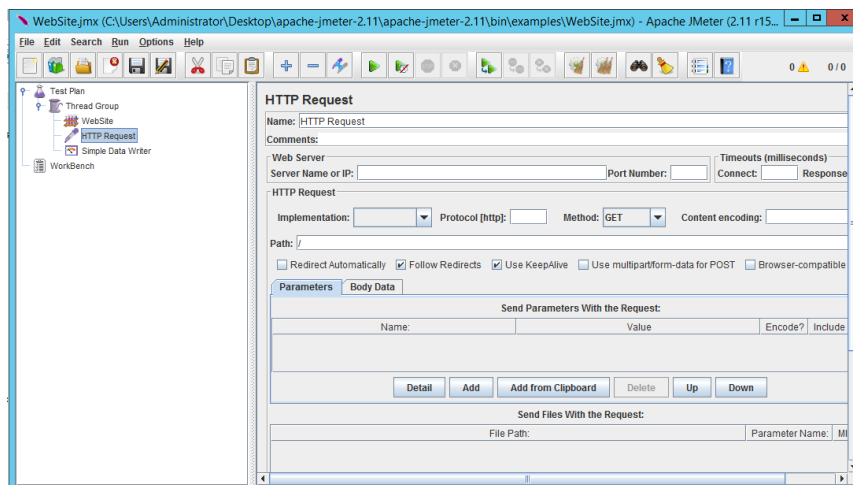 WebSite.jmx (C:\Users\Administrator\Desktop\apache-jmeter-2.11\apache-jmeter-2.11\bin\examples\WebSite.jmx) - Apache JMeter (2.11 r15...
File Edit Search Run Options Help
0 0 / 0
Test Plan
Thread Group
WebSite
HTTP Request
Simple Data Writer
WorkBench
HTTP Request
Name: HTTP Request
Comments:
Web Server Timeouts (milliseconds)
Server Name or IP: Port Number: Connect: Response
HTTP Request
Implementation: Protocol [http]: Method: GET Content encoding:
Path: /
Redirect Automatically Follow Redirects Use KeepAlive Use multipart/form-data for POST Browser-compatible
Parameters Body Data
Send Parameters With the Request:
Name: Value Encode? Include
Detail Add Add from Clipboard Delete Up Down
Send Files With the Request:
File Path: Parameter Name: MI